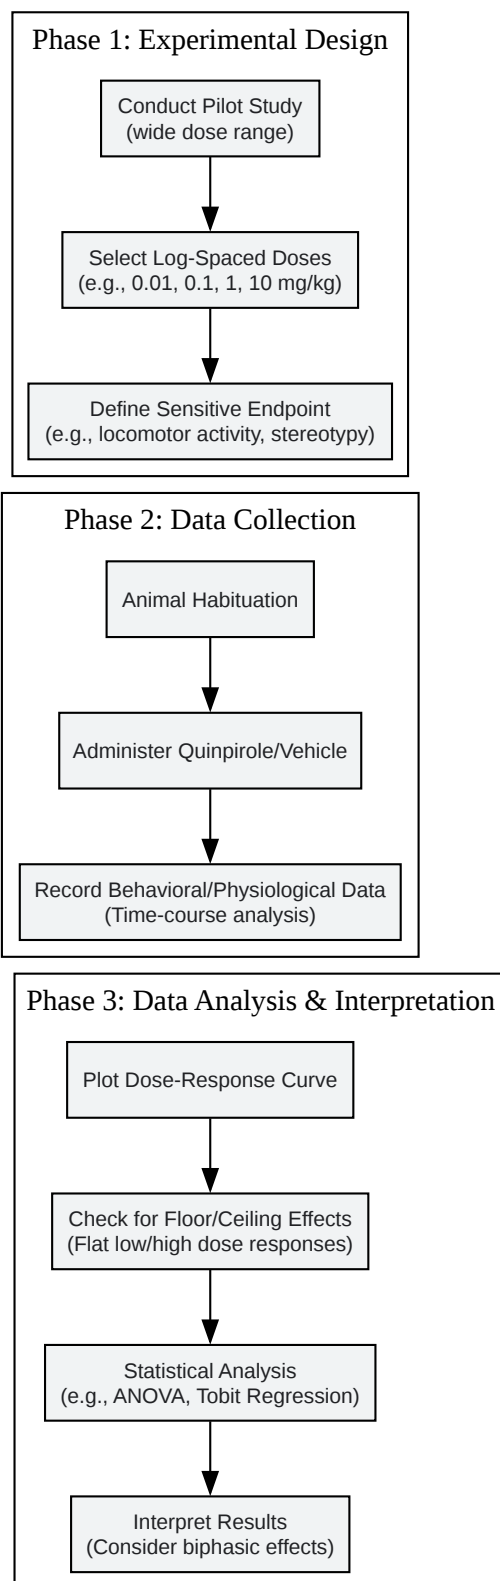 Phase 1: Experimental Design
Conduct Pilot Study
(wide dose range)
Select Log-Spaced Doses
(e.g., 0.01, 0.1, 1, 10 mg/kg)
Define Sensitive Endpoint
(e.g., locomotor activity, stereotypy)
Phase 2: Data Collection
Animal Habituation
Administer Quinpirole/Vehicle
Record Behavioral/Physiological Data
(Time-course analysis)
Phase 3: Data Analysis & Interpretation
Plot Dose-Response Curve
Check for Floor/Ceiling Effects
(Flat low/high dose responses)
Statistical Analysis
(e.g., ANOVA, Tobit Regression)
Interpret Results
(Consider biphasic effects)